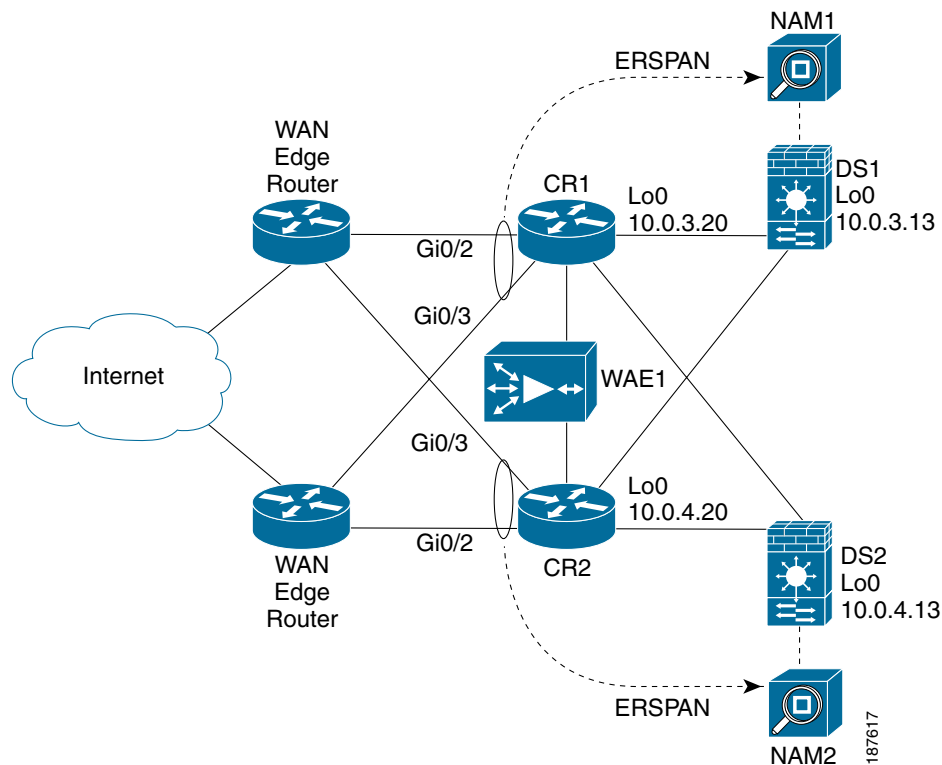 NAM1
ERSPAN
WAN
Edge
Router
CR1
Lo0
10.0.3.20
DS1
Lo0
10.0.3.13
Gi0/2
Gi0/3
Internet
WAE1
Gi0/3
Lo0
10.0.4.20
Gi0/2
CR2
WAN
Edge
Router
DS2
Lo0
10.0.4.13
ERSPAN
NAM2
187617